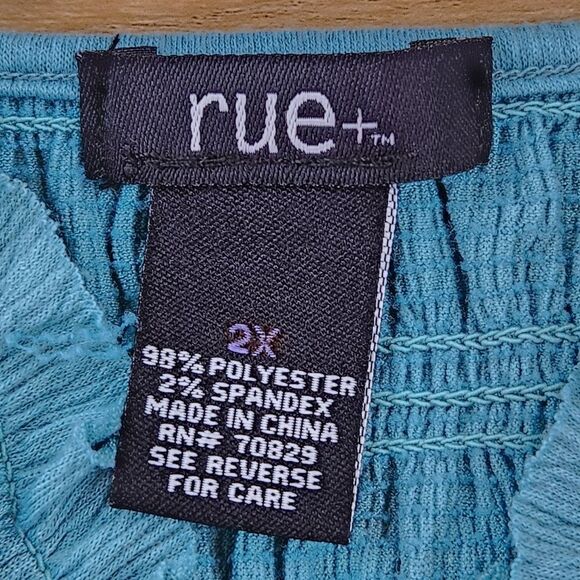 rue+™
2X
98% POLYESTER
2% SPANDEX
MADE IN CHINA
RN# 70829
SEE REVERSE
FOR CARE